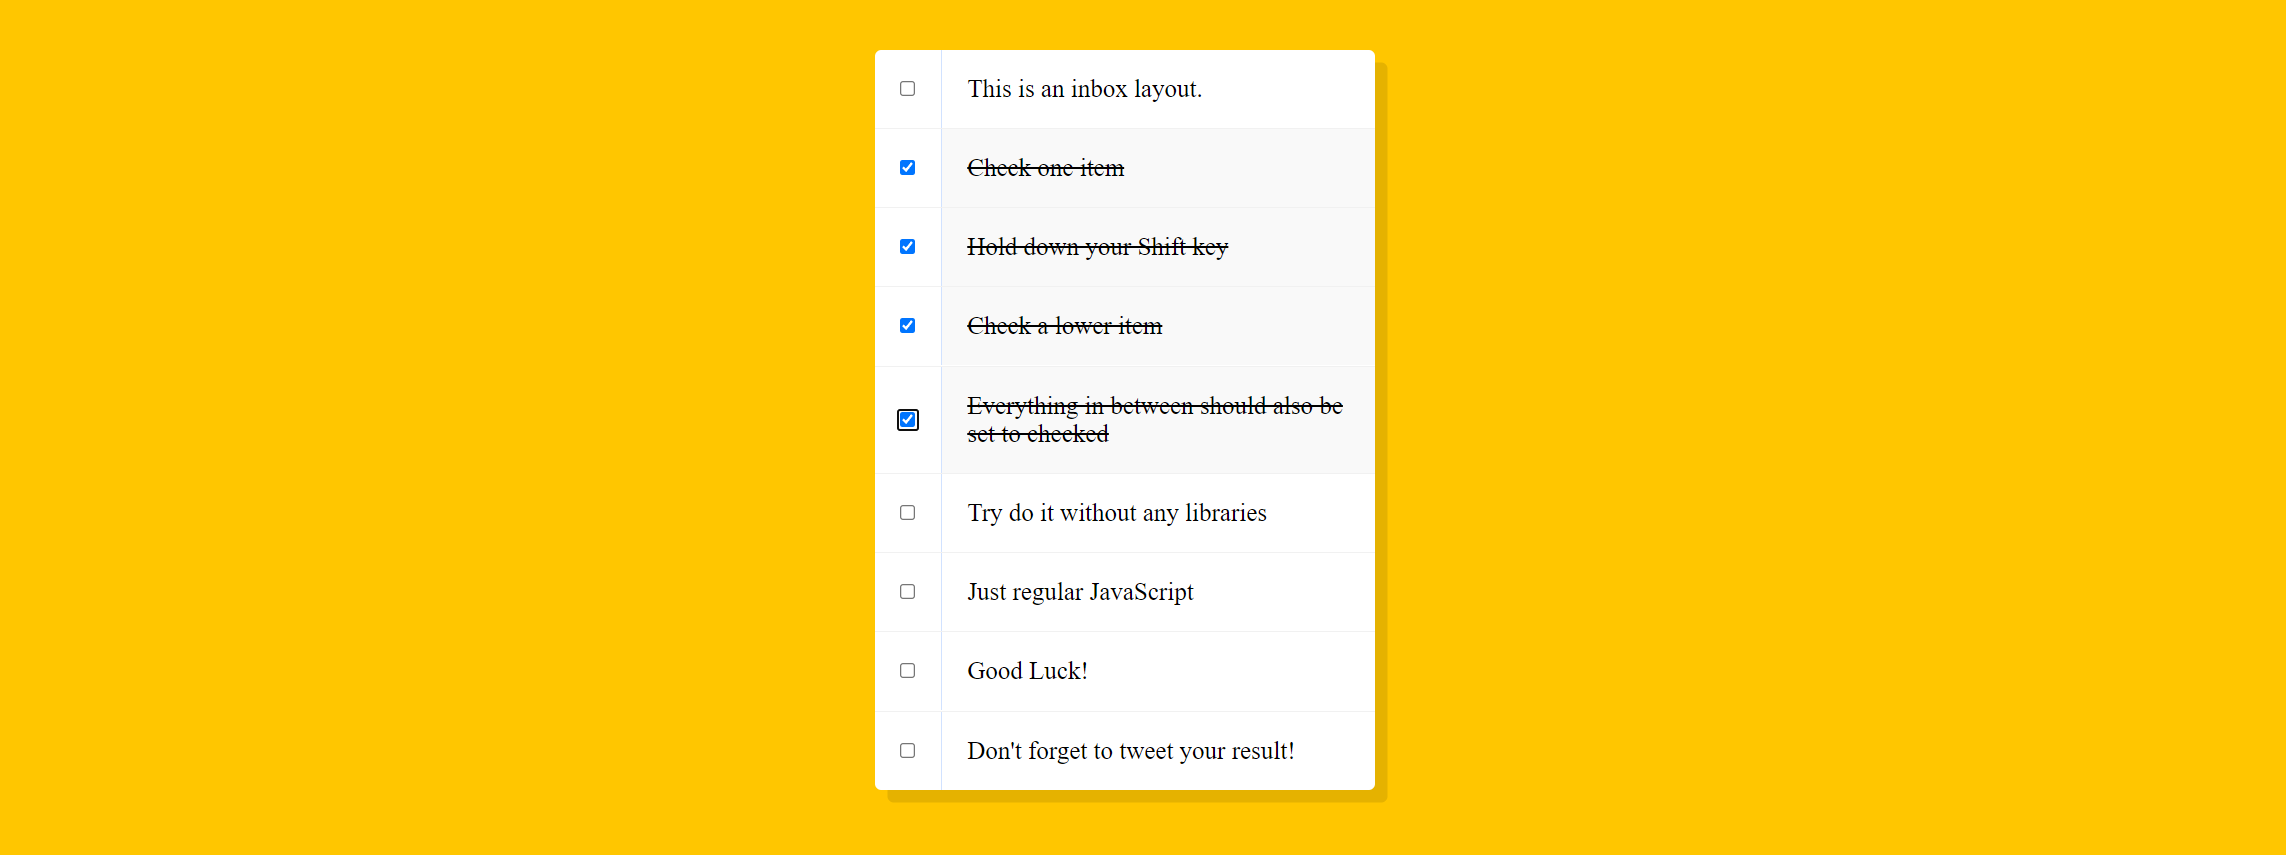 This is an inbox layout.
Check one item
Hold down your Shift key
Check a lower item
Everything in between should also be
set to checked
Try do it without any libraries
Just regular JavaScript
Good Luck!
Don't forget to tweet your result!